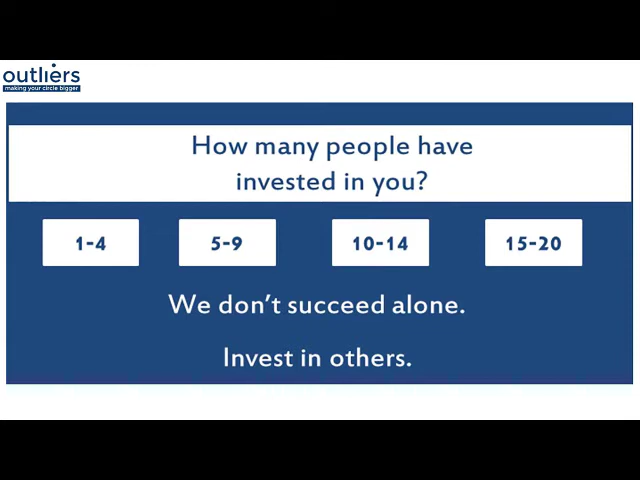 outliers
making your circle bigger
How many people have
invested in you?
1-4
5-9
10-14
15-20
We don't succeed alone.
Invest in others.